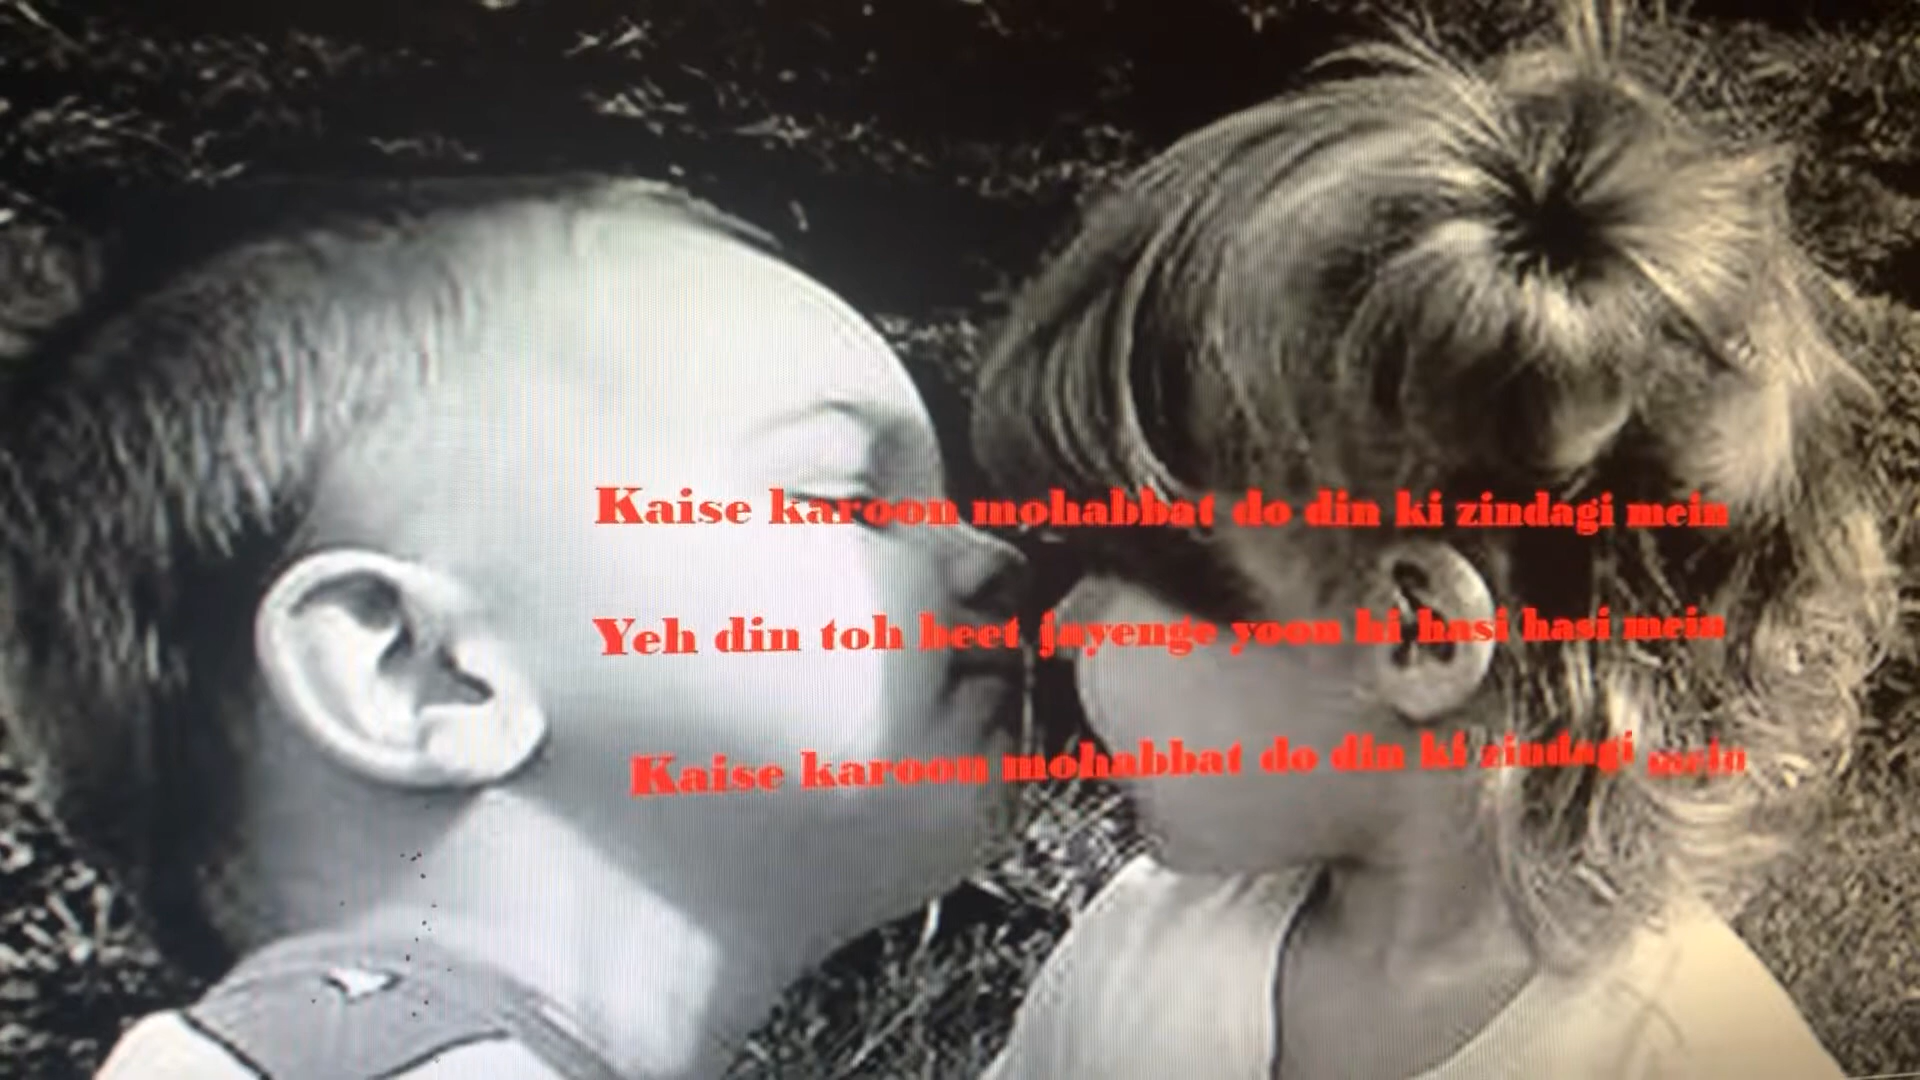 Kaise karoon mohabbat do din ki zindagi mein
Yeh din toh beet jayenge yoon hi hasi hasi mein
Kaise karoon mohabbat do din ki zindagi mein